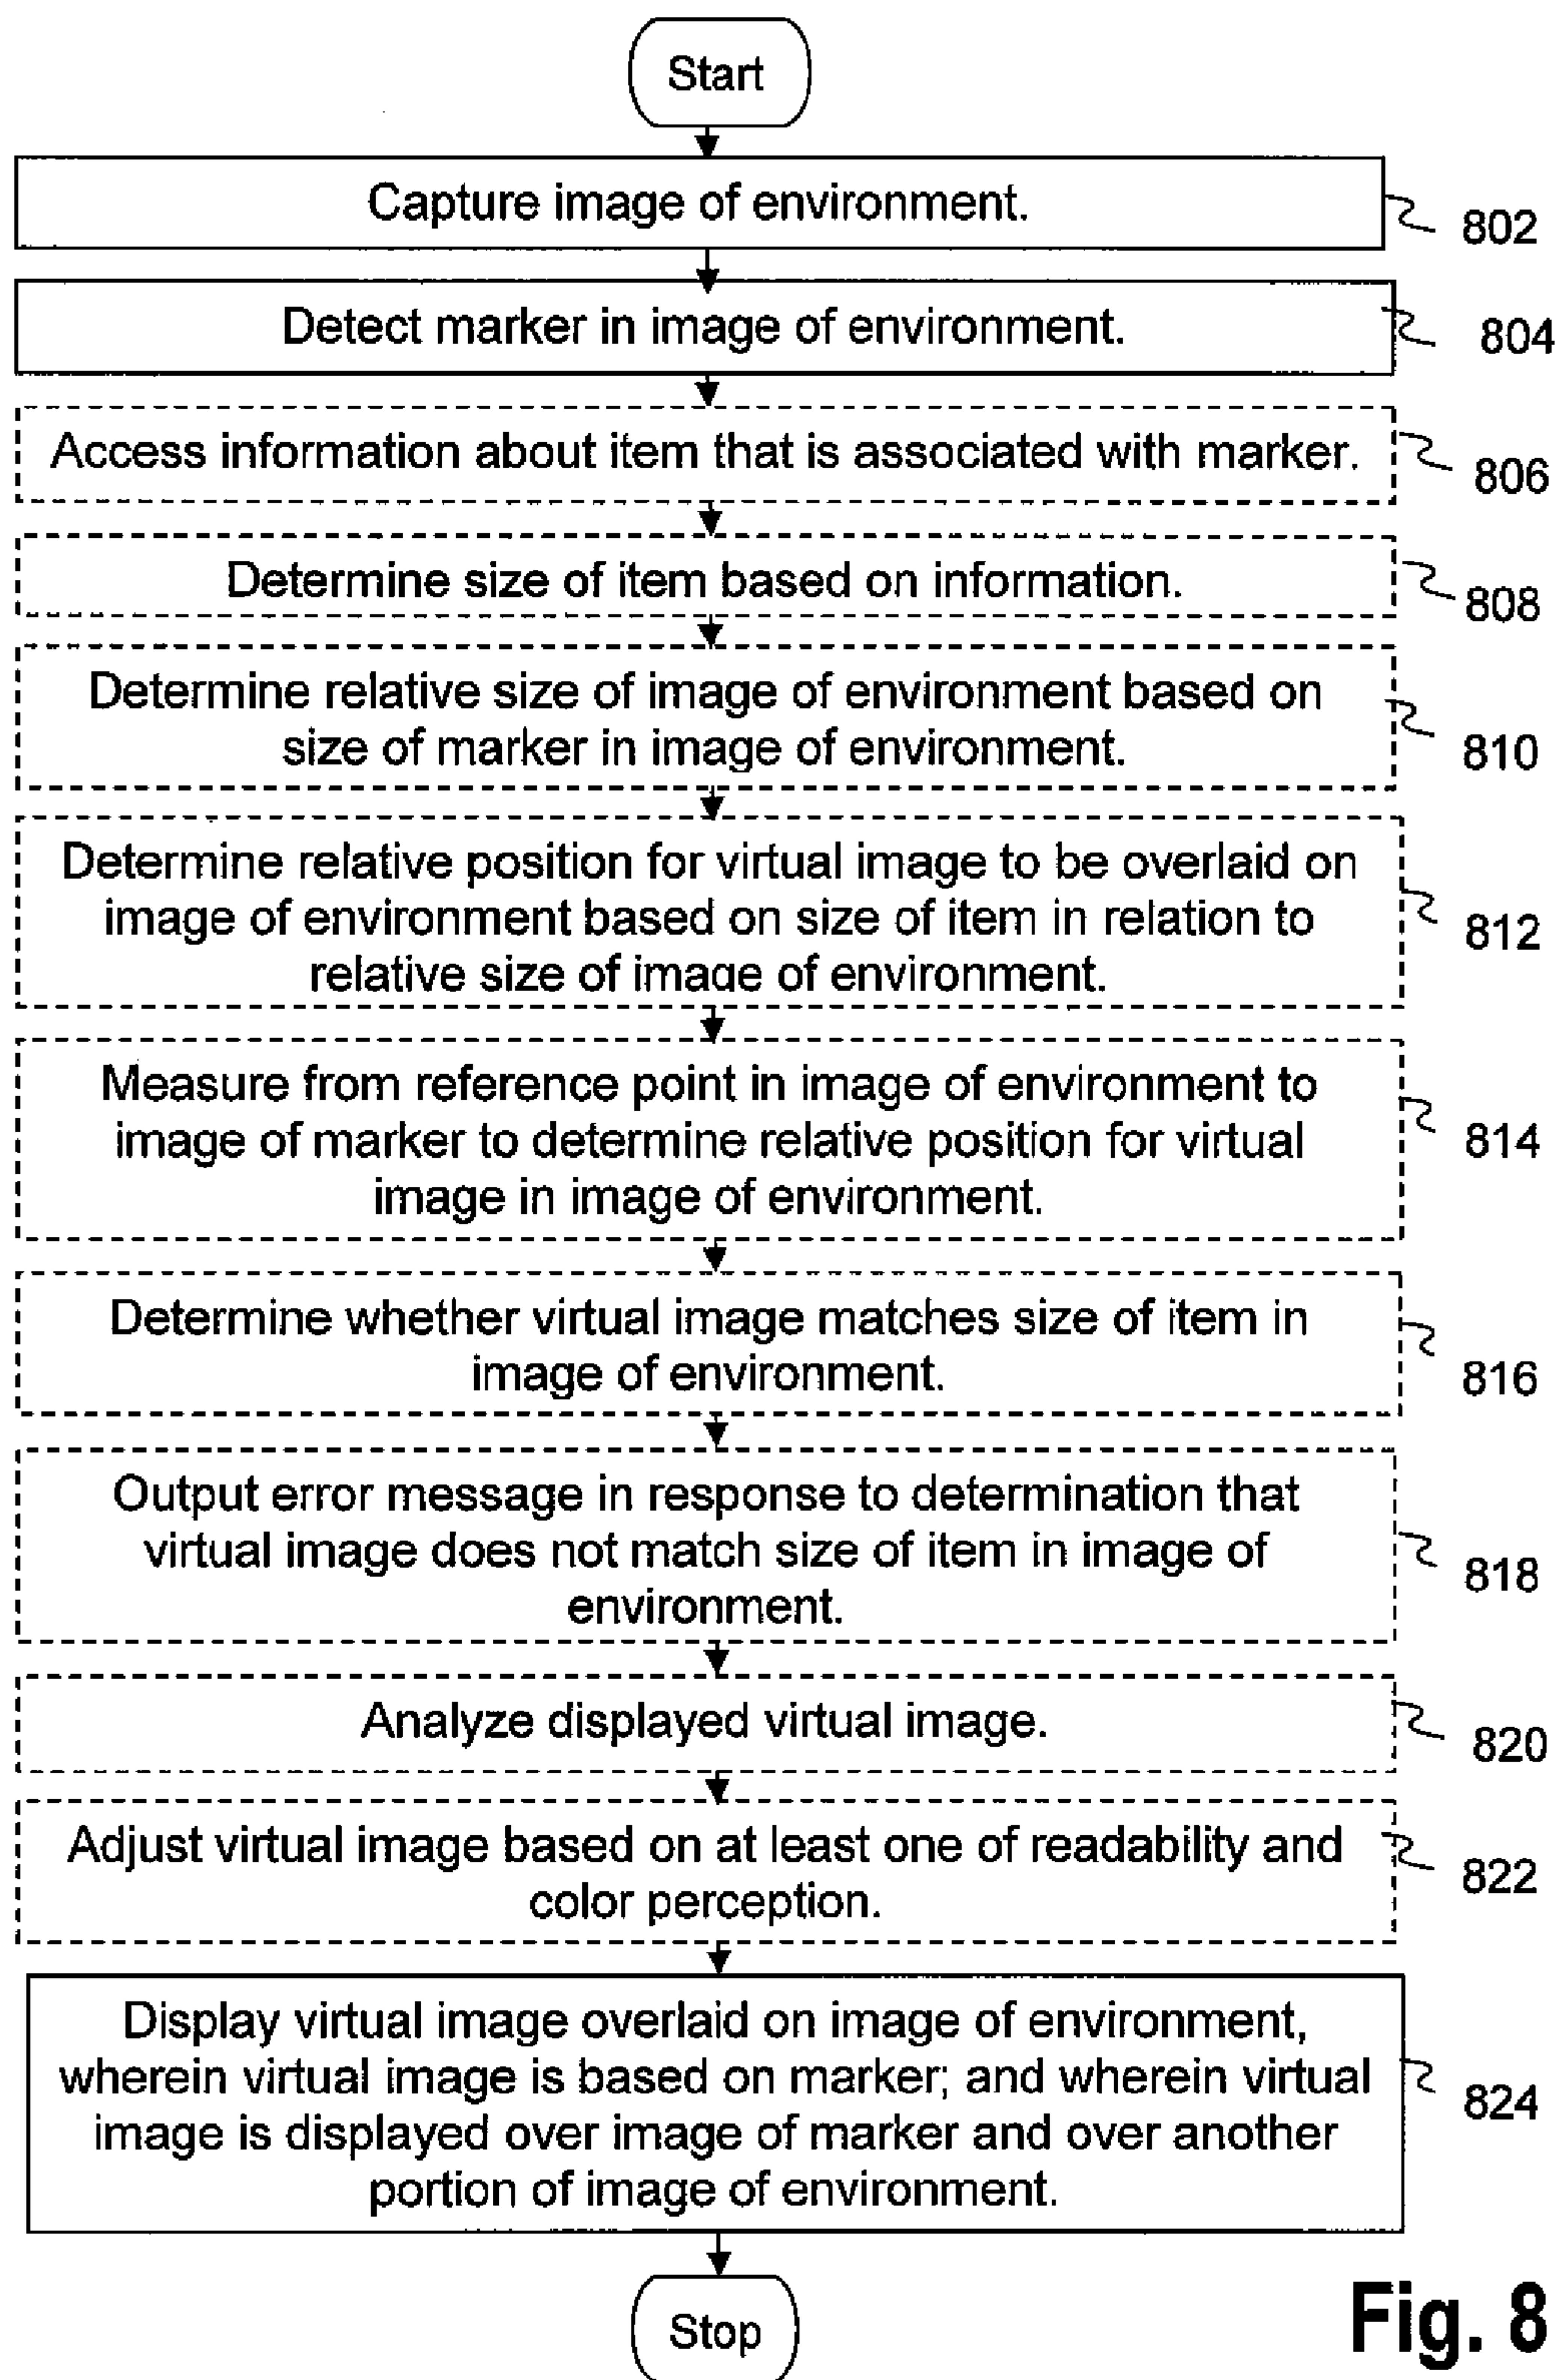 Start
Capture image of environment.
802
Detect marker in image of environment.
804
Access information about item that is associated with marker.
806
Determine size of item based on information.
808
Determine relative size of image of environment based on
size of marker in image of environment.
810
Determine relative position for virtual image to be overlaid on
image of environment based on size of item in relation to
relative size of image of environment.
812
Measure from reference point in image of environment to
image of marker to determine relative position for virtual
image in image of environment.
814
Determine whether virtual image matches size of item in
image of environment.
816
Output error message in response to determination that
virtual image does not match size of item in image of
environment.
818
Analyze displayed virtual image.
820
Adjust virtual image based on at least one of readability and
color perception.
822
Display virtual image overlaid on image of environment,
wherein virtual image is based on marker; and wherein virtual
image is displayed over image of marker and over another
portion of image of environment.
824
Stop
Fig. 8